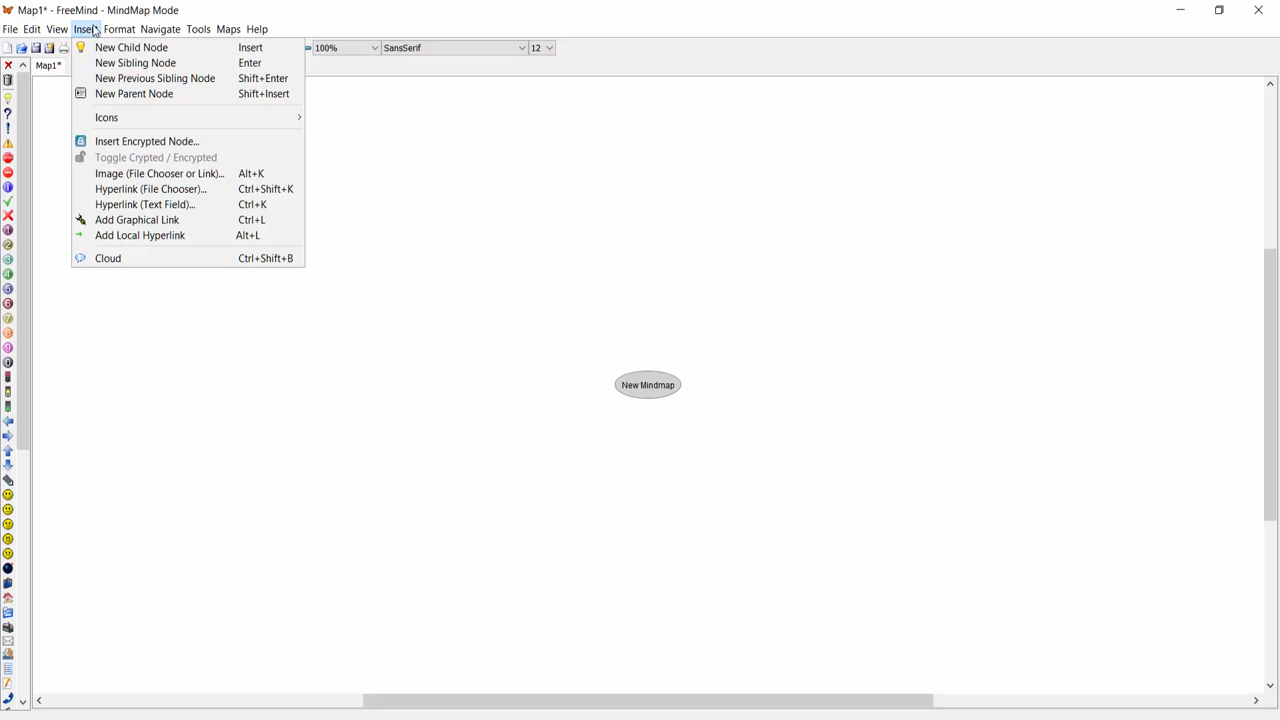 Map1* - FreeMind - MindMap Mode
File Edit View Insert Format Navigate Tools Maps Help
100% SansSerif 12
Map1*
New Child Node Insert
New Sibling Node Enter
New Previous Sibling Node Shift+Enter
New Parent Node Shift+Insert
Icons
Insert Encrypted Node...
Toggle Crypted / Encrypted
Image (File Chooser or Link)... Alt+K
Hyperlink (File Chooser)... Ctrl+Shift+K
Hyperlink (Text Field)... Ctrl+K
Add Graphical Link Ctrl+L
Add Local Hyperlink Alt+L
Cloud Ctrl+Shift+B
New Mindmap